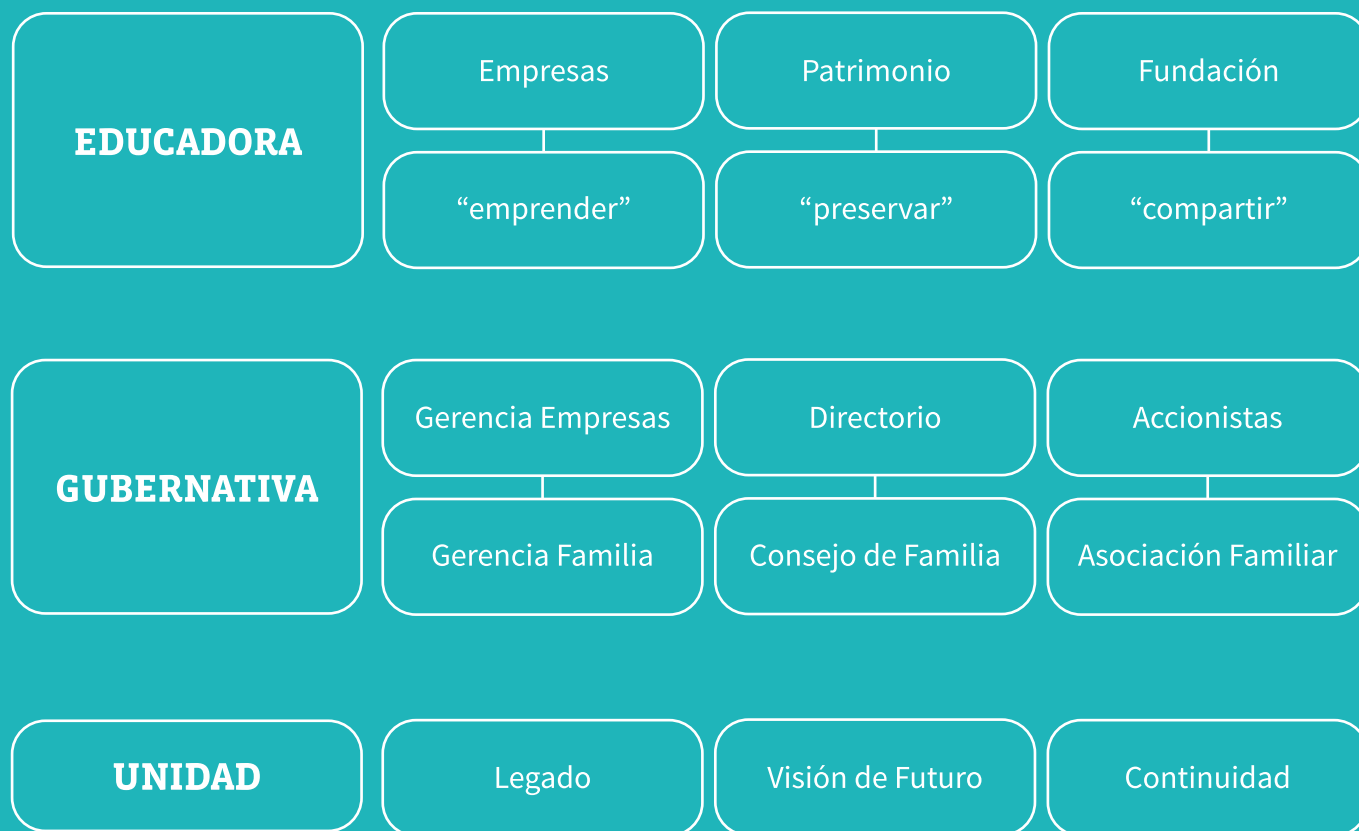 EDUCADORA
Empresas
Patrimonio
Fundación
“emprender”
“preservar”
“compartir”
GUBERNATIVA
Gerencia Empresas
Directorio
Accionistas
Gerencia Familia
Consejo de Familia
Asociación Familiar
UNIDAD
Legado
Visión de Futuro
Continuidad